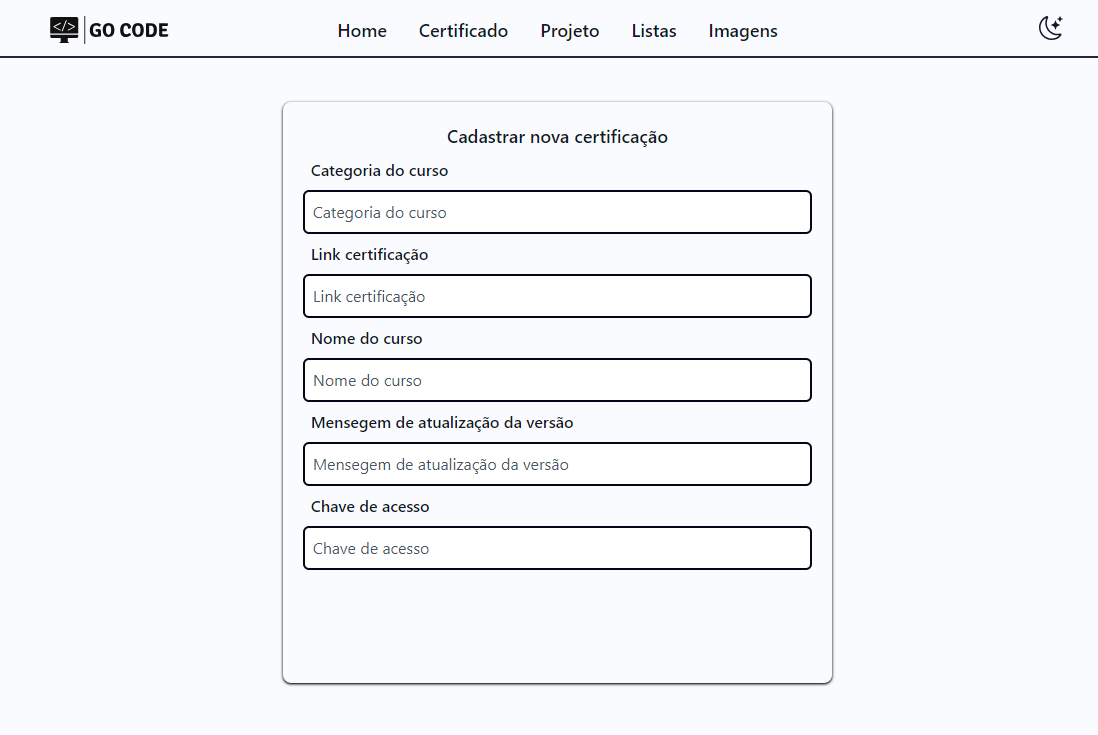 </> GO CODE
Home Certificado Projeto Listas Imagens
Cadastrar nova certificação
Categoria do curso
Categoria do curso
Link certificação
Link certificação
Nome do curso
Nome do curso
Mensegem de atualização da versão
Mensegem de atualização da versão
Chave de acesso
Chave de acesso